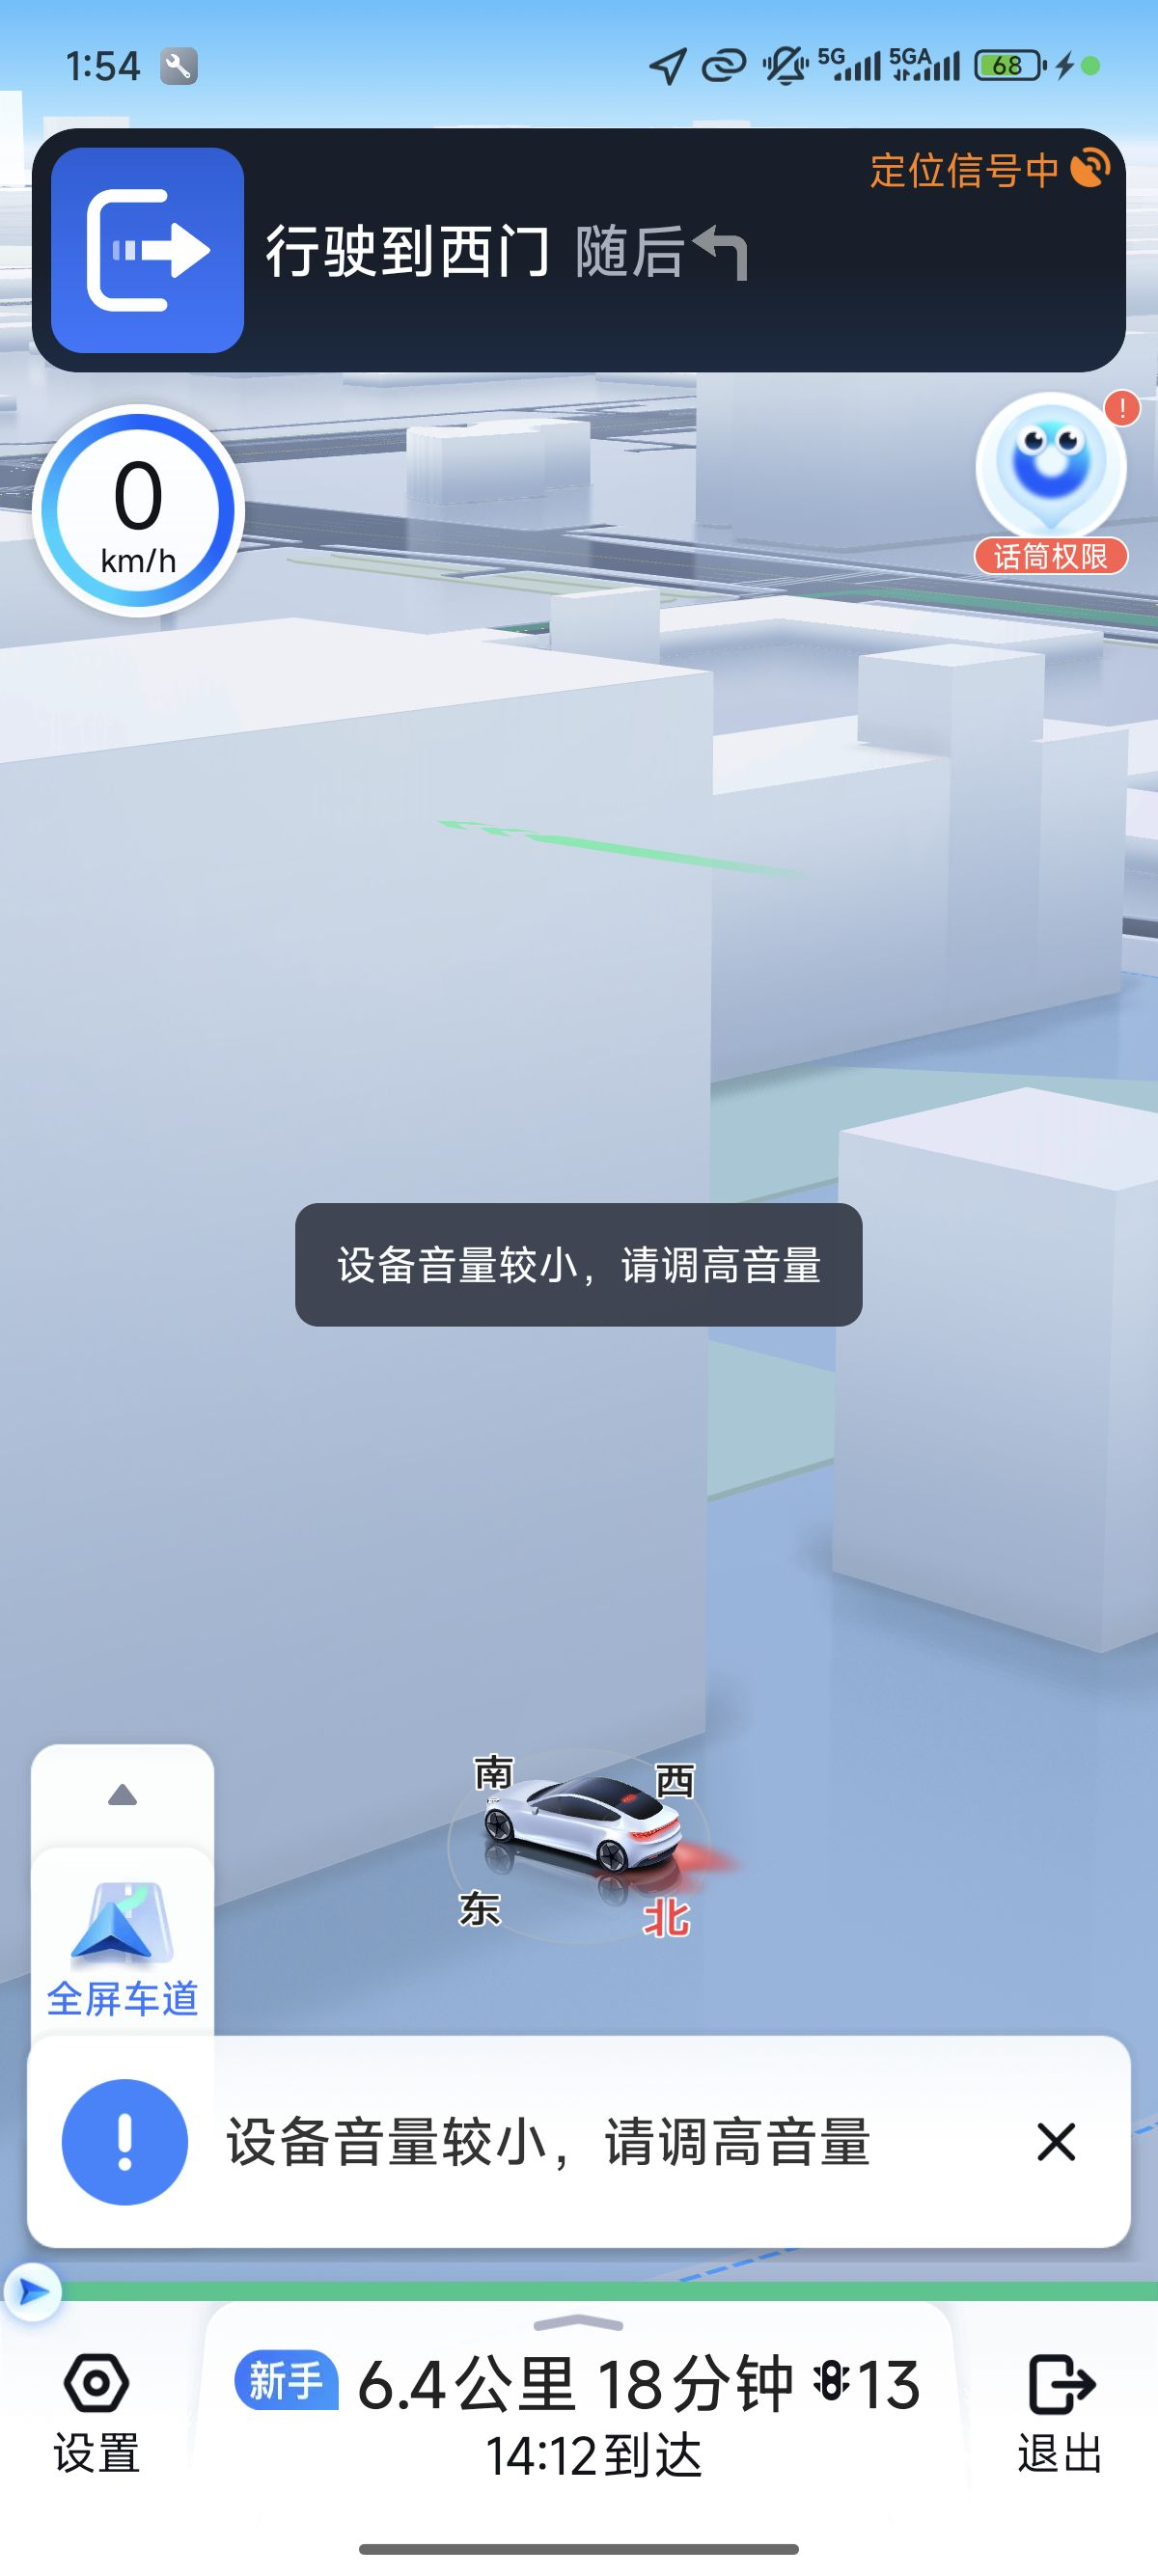 1:54
5G
5GA
68
定位信号中
行驶到西门 随后
0
km/h
话筒权限
设备音量较小，请调高音量
南
西
东
北
全屏车道
设备音量较小，请调高音量
新手 6.4公里 18分钟 13
14:12到达
设置
退出